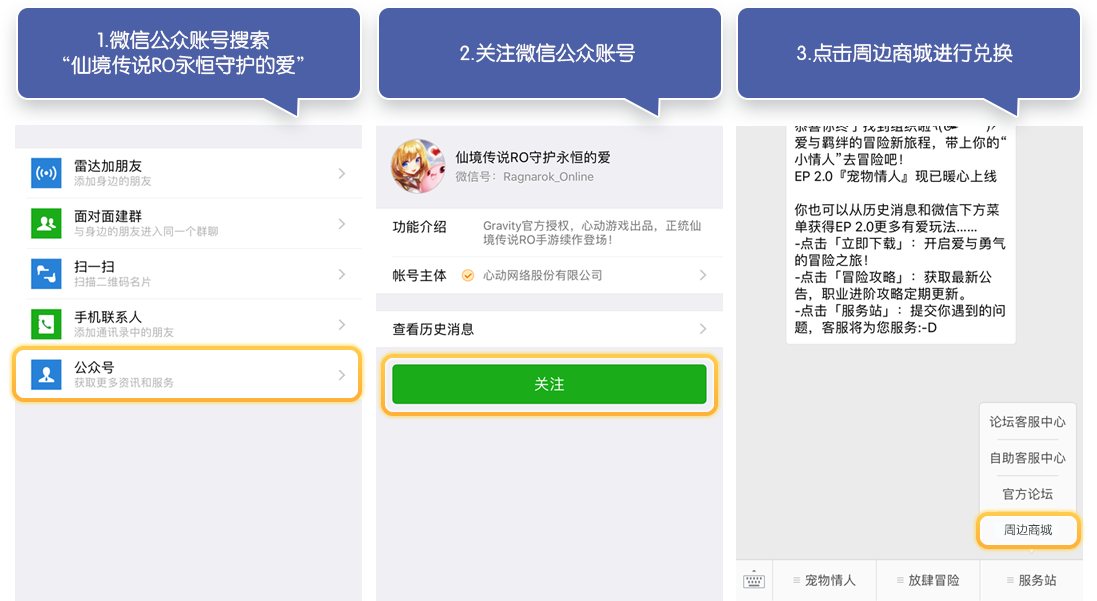 1.微信公众账号搜索
“仙境传说RO永恒守护的爱”
2.关注微信公众账号
3.点击周边商城进行兑换
雷达加朋友
添加身边的朋友
面对面建群
与身边的朋友进入同一个群聊
扫一扫
扫描二维码名片
手机联系人
添加通讯录中的朋友
公众号
获取更多资讯和服务
仙境传说RO守护永恒的爱
微信号: Ragnarok_Online
功能介绍
Gravity官方授权，心动游戏出品，正统仙
境传说RO手游续作登场！
帐号主体
心动网络股份有限公司
查看历史消息
关注
爱与羁绊的冒险新旅程，带上你的“
小情人”去冒险吧！
EP 2.0『宠物情人』现已暖心上线
你也可以从历史消息和微信下方菜
单获得EP 2.0更多有爱玩法......
-点击「立即下载」：开启爱与勇气
的冒险之旅！
-点击「冒险攻略」：获取最新公
告，职业进阶攻略定期更新。
-点击「服务站」：提交你遇到的问
题，客服将为您服务:-D
论坛客服中心
自助客服中心
官方论坛
周边商城
宠物情人
放肆冒险
服务站